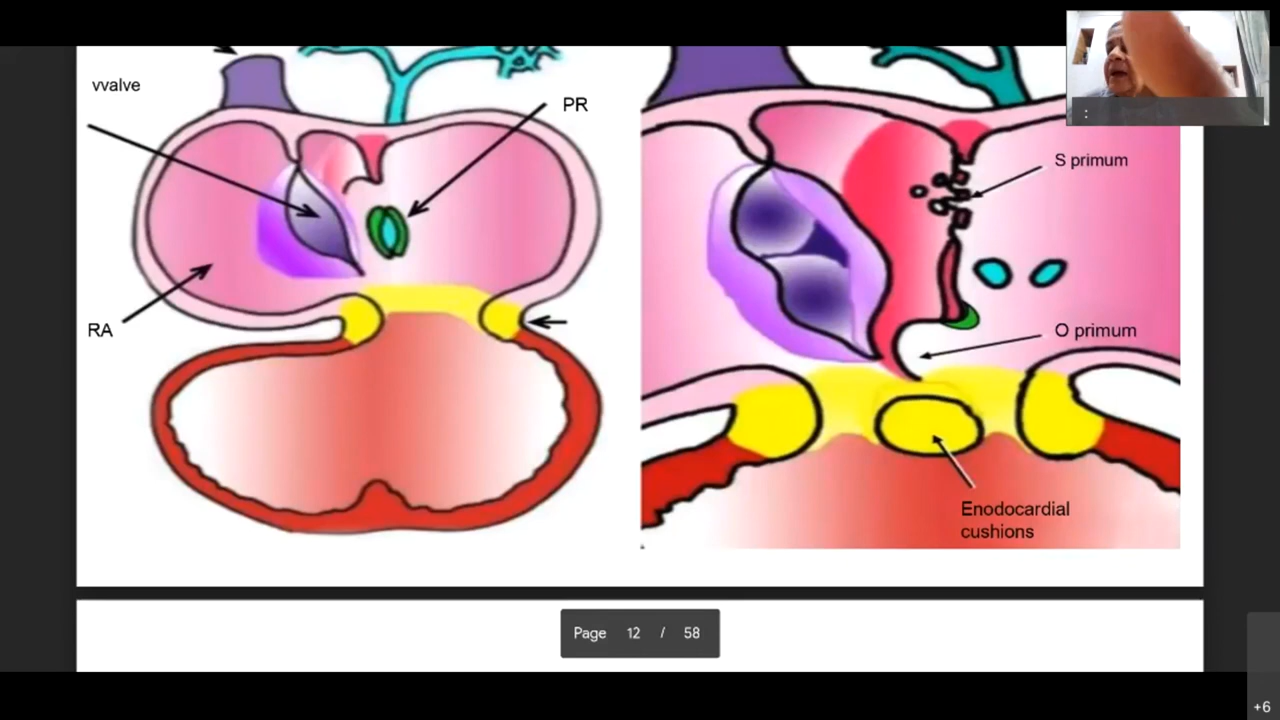 vvalve
PR
RA
S primum
O primum
Enodocardial
cushions
:
Page 12 / 58
+6